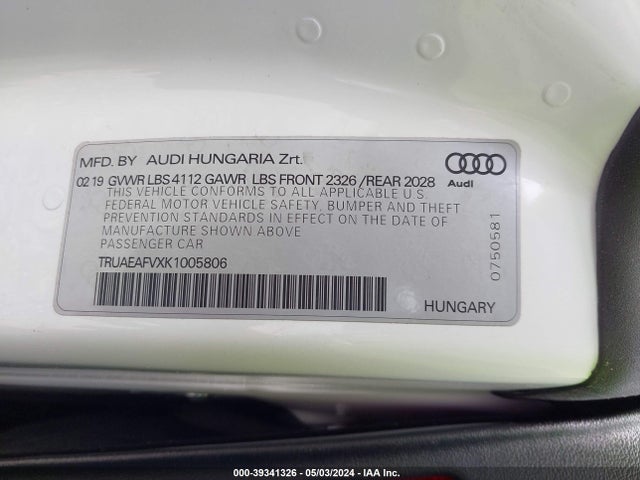 MFD. BY AUDI HUNGARIA Zrt.
02 19 GVWR LBS 4112 GAWR LBS FRONT 2326 /REAR 2028
THIS VEHICLE CONFORMS TO ALL APPLICABLE U.S.
FEDERAL MOTOR VEHICLE SAFETY, BUMPER AND THEFT
PREVENTION STANDARDS IN EFFECT ON THE DATE OF
MANUFACTURE SHOWN ABOVE
PASSENGER CAR
TRUAEAFVXK1005806
Audi
0750581
HUNGARY
000-39341326 - 05/03/2024 - IAA Inc.